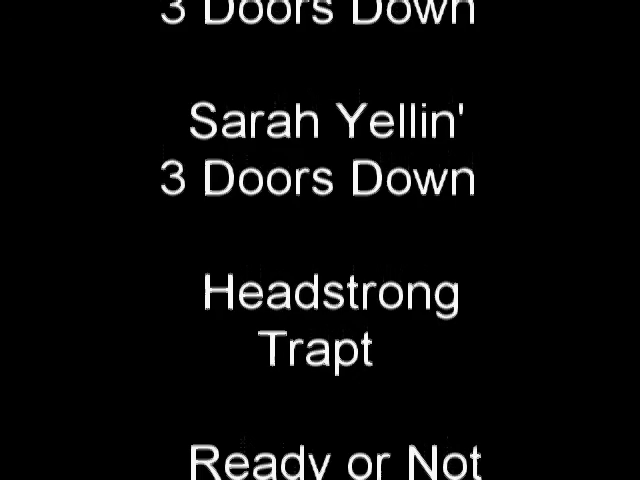 3 Doors Down
Sarah Yellin'
3 Doors Down
Headstrong
Trapt
Ready or Not